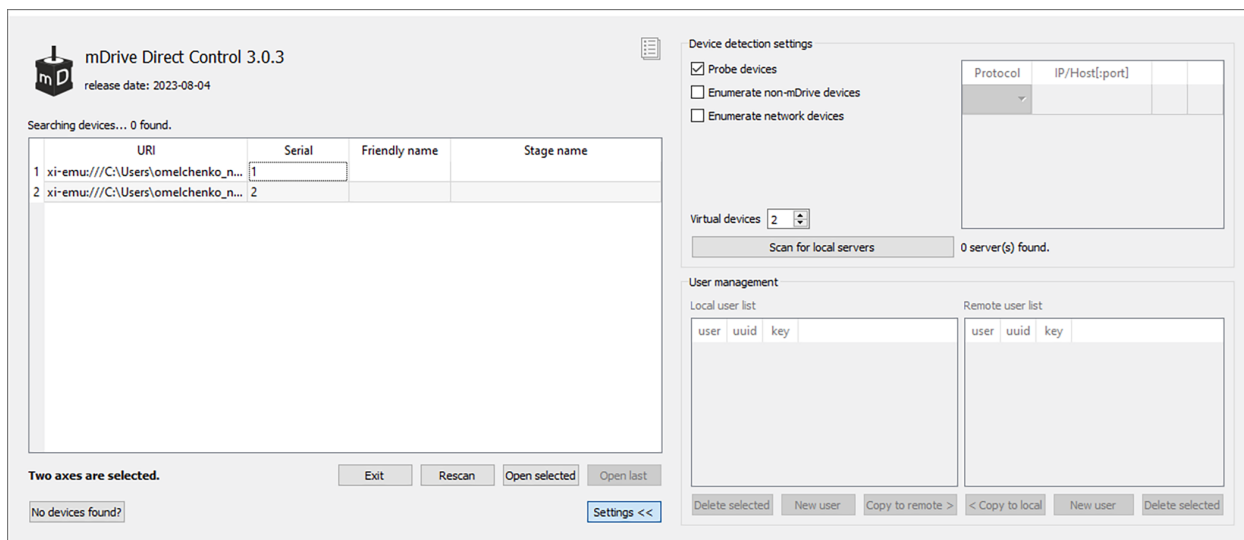 mDrive Direct Control 3.0.3
mD
release date: 2023-08-04
Searching devices... 0 found.
URI Serial Friendly name Stage name
1 xi-emu:///C:\Users\omelchenko_n... 1
2 xi-emu:///C:\Users\omelchenko_n... 2
Two axes are selected.
Exit Rescan Open selected Open last
No devices found? Settings <<
Device detection settings
Probe devices
Enumerate non-mDrive devices
Enumerate network devices
Protocol IP/Host[:port]
Virtual devices 2
Scan for local servers 0 server(s) found.
User management
Local user list Remote user list
user uuid key user uuid key
Delete selected New user Copy to remote > < Copy to local New user Delete selected